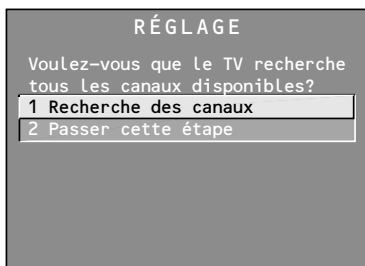 RÉGLAGE
Voulez-vous que le TV recherche
tous les canaux disponibles?
1 Recherche des canaux
2 Passer cette étape